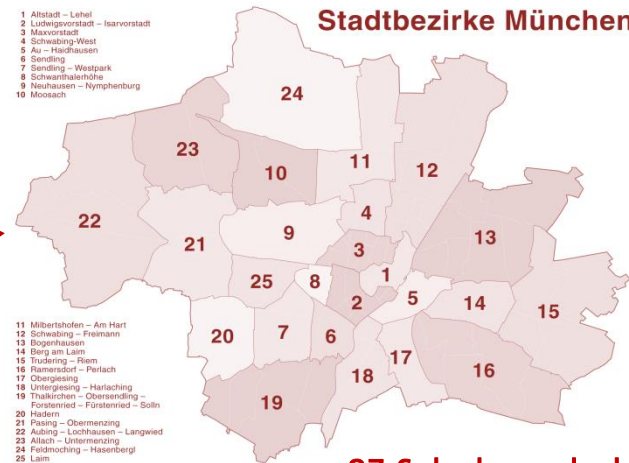 Stadtbezirke München
1 Altstadt – Lehel
2 Ludwigsvorstadt – Isarvorstadt
3 Maxvorstadt
4 Schwabing-West
5 Au – Haidhausen
6 Sendling
7 Sendling – Westpark
8 Schwanthalerhöhe
9 Neuhausen – Nymphenburg
10 Moosach
24
23
11
10
12
22
4
9
21
13
3
25
8
1
2
5
14
15
20
7
6
17
16
18
19
11 Milbertshofen – Am Hart
12 Schwabing – Freimann
13 Bogenhausen
14 Berg am Laim
15 Trudering – Riem
16 Ramersdorf – Perlach
17 Obergiesing
18 Untergiesing – Harlaching
19 Thalkirchen – Obersendling –
Forstenried – Fürstenried – Solln
20 Hadern
21 Pasing – Obermenzing
22 Aubing – Lochhausen – Langwied
23 Allach – Untermenzing
24 Feldmoching – Hasenbergl
25 Laim